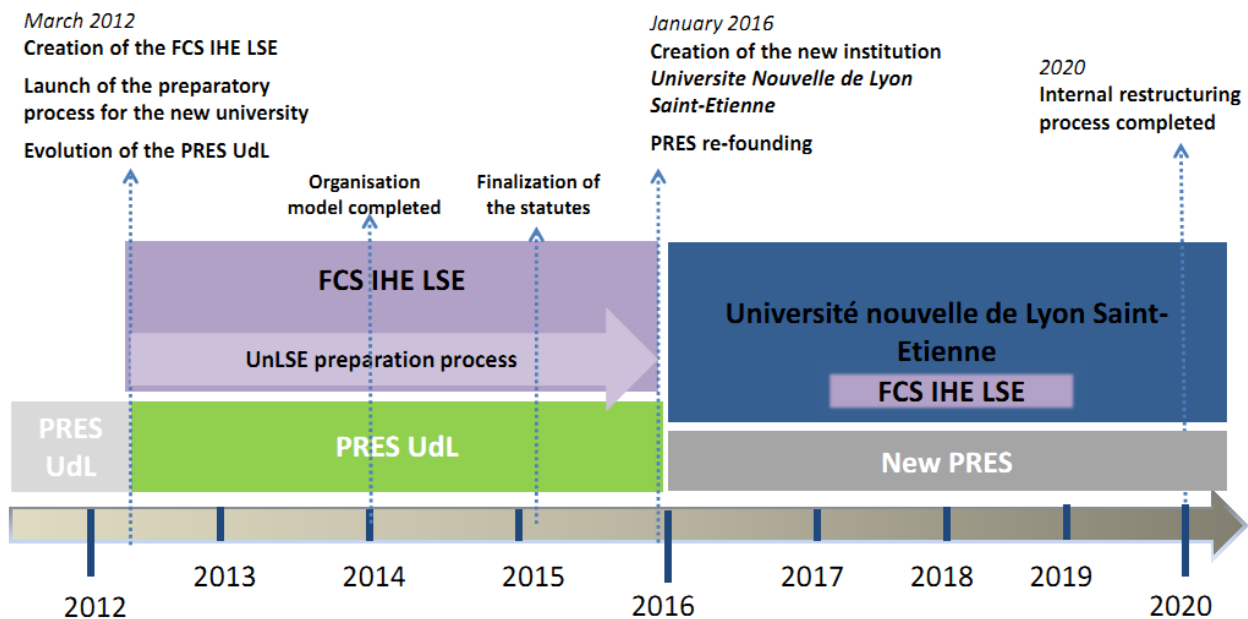 March 2012
Creation of the FCS IHE LSE
Launch of the preparatory
process for the new university
Evolution of the PRES UdL
January 2016
Creation of the new institution
Universite Nouvelle de Lyon
Saint-Etienne
PRES re-founding
2020
Internal restructuring
process completed
Organisation
model completed
Finalization of
the statutes
FCS IHE LSE
UnLSE preparation process
Université nouvelle de Lyon Saint-
Etienne
FCS IHE LSE
PRES
UdL
PRES UdL
New PRES
2012
2013
2014
2015
2016
2017
2018
2019
2020